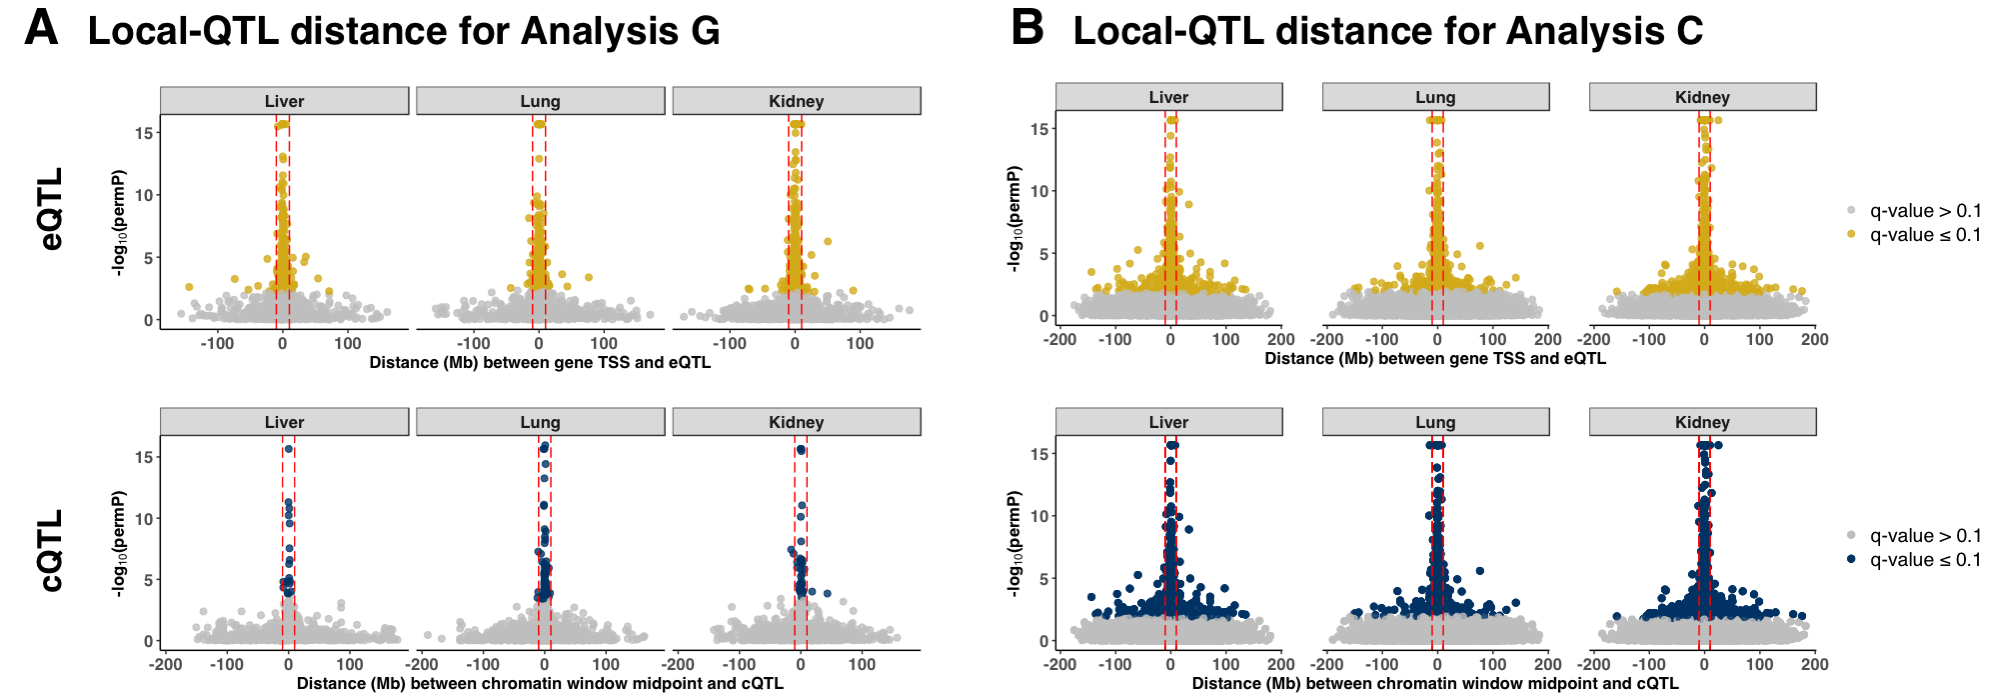 A Local-QTL distance for Analysis G
B Local-QTL distance for Analysis C
eQTL
Liver Lung Kidney
-log10(permP)
15
10
5
0
-100 0 100 -100 0 100 -100 0 100
Distance (Mb) between gene TSS and eQTL
Liver Lung Kidney
-log10(permP)
15
10
5
0
-200 -100 0 100 200 -200 -100 0 100 200 -200 -100 0 100 200
Distance (Mb) between gene TSS and eQTL
q-value > 0.1
q-value ≤ 0.1
cQTL
Liver Lung Kidney
-log10(permP)
15
10
5
0
-200 -100 0 100 -200 -100 0 100 -200 -100 0 100
Distance (Mb) between chromatin window midpoint and cQTL
Liver Lung Kidney
-log10(permP)
15
10
5
0
-200 -100 0 100 200 -200 -100 0 100 200 -200 -100 0 100 200
Distance (Mb) between chromatin window midpoint and cQTL
q-value > 0.1
q-value ≤ 0.1